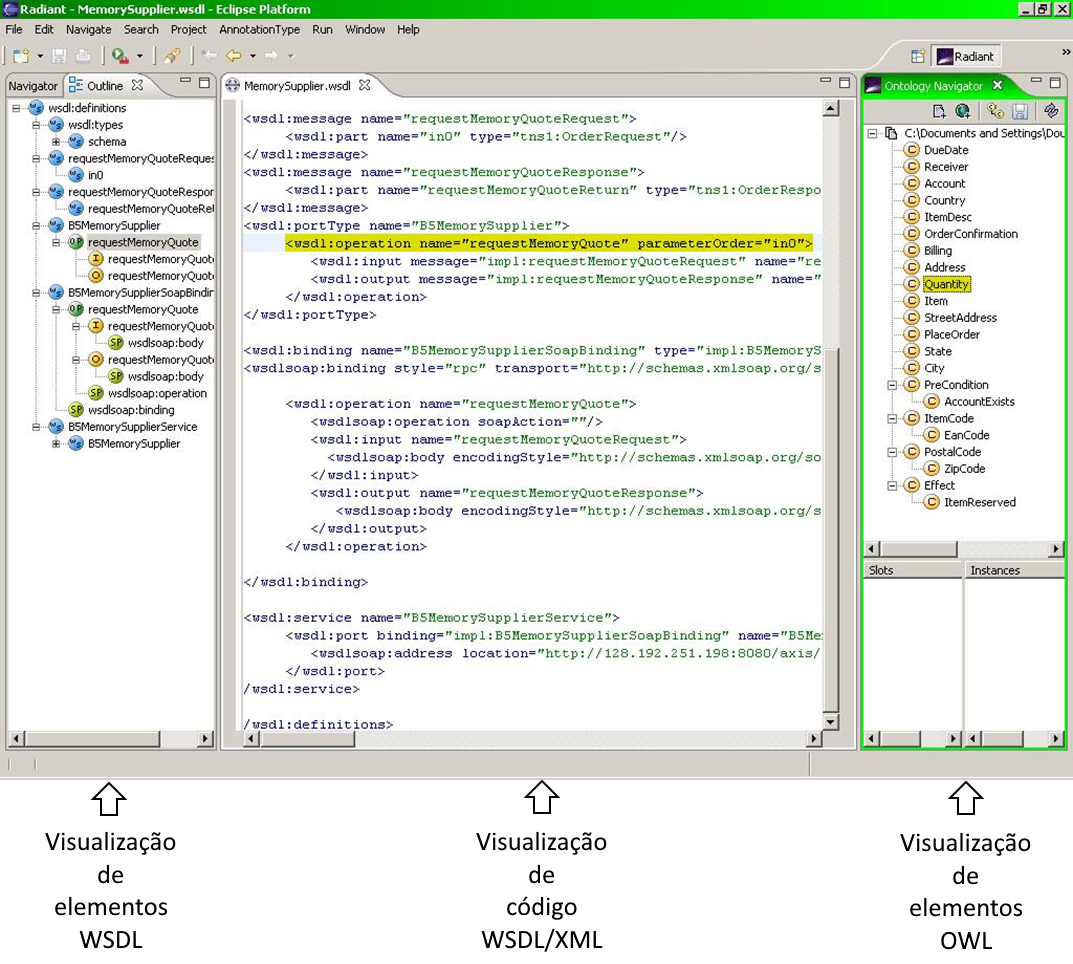 Radiant - MemorySupplier.wsdl - Eclipse Platform
File Edit Navigate Search Project AnnotationType Run Window Help
Radiant
Navigator Outline
wsdl:definitions
wsdl:types
schema
requestMemoryQuoteReques
in0
requestMemoryQuoteRespor
requestMemoryQuoteRel
B5MemorySupplier
requestMemoryQuote
requestMemoryQuot
requestMemoryQuot
B5MemorySupplierSoapBindin
requestMemoryQuote
requestMemoryQuot
wsdlsoap:body
requestMemoryQuot
wsdlsoap:body
wsdlsoap:operation
wsdlsoap:binding
B5MemorySupplierService
B5MemorySupplier
MemorySupplier.wsdl
<wsdl:message name="requestMemoryQuoteRequest">
<wsdl:part name="in0" type="tns1:OrderRequest"/>
</wsdl:message>
<wsdl:message name="requestMemoryQuoteResponse">
<wsdl:part name="requestMemoryQuoteReturn" type="tns1:OrderRespo
</wsdl:message>
<wsdl:portType name="B5MemorySupplier">
<wsdl:operation name="requestMemoryQuote" parameterOrder="in0">
<wsdl:input message="impl:requestMemoryQuoteRequest" name="re
<wsdl:output message="impl:requestMemoryQuoteResponse" name="
</wsdl:operation>
</wsdl:portType>
<wsdl:binding name="B5MemorySupplierSoapBinding" type="impl:B5MemoryS
<wsdlsoap:binding style="rpc" transport="http://schemas.xmlsoap.org/s
<wsdl:operation name="requestMemoryQuote">
<wsdlsoap:operation soapAction=""/>
<wsdl:input name="requestMemoryQuoteRequest">
<wsdlsoap:body encodingStyle="http://schemas.xmlsoap.org/so
</wsdl:input>
<wsdl:output name="requestMemoryQuoteResponse">
<wsdlsoap:body encodingStyle="http://schemas.xmlsoap.org/s
</wsdl:output>
</wsdl:operation>
</wsdl:binding>
<wsdl:service name="B5MemorySupplierService">
<wsdl:port binding="impl:B5MemorySupplierSoapBinding" name="B5Me
<wsdlsoap:address location="http://128.192.251.198:8080/axis/
</wsdl:port>
/wsdl:service>
/wsdl:definitions>
Ontology Navigator
C:\Documents and Settings\Dou
DueDate
Receiver
Account
Country
ItemDesc
OrderConfirmation
Billing
Address
Quantity
Item
StreetAddress
PlaceOrder
State
City
PreCondition
AccountExists
ItemCode
EanCode
PostalCode
ZipCode
Effect
ItemReserved
Slots Instances
Visualização
de
elementos
WSDL
Visualização
de
código
WSDL/XML
Visualização
de
elementos
OWL